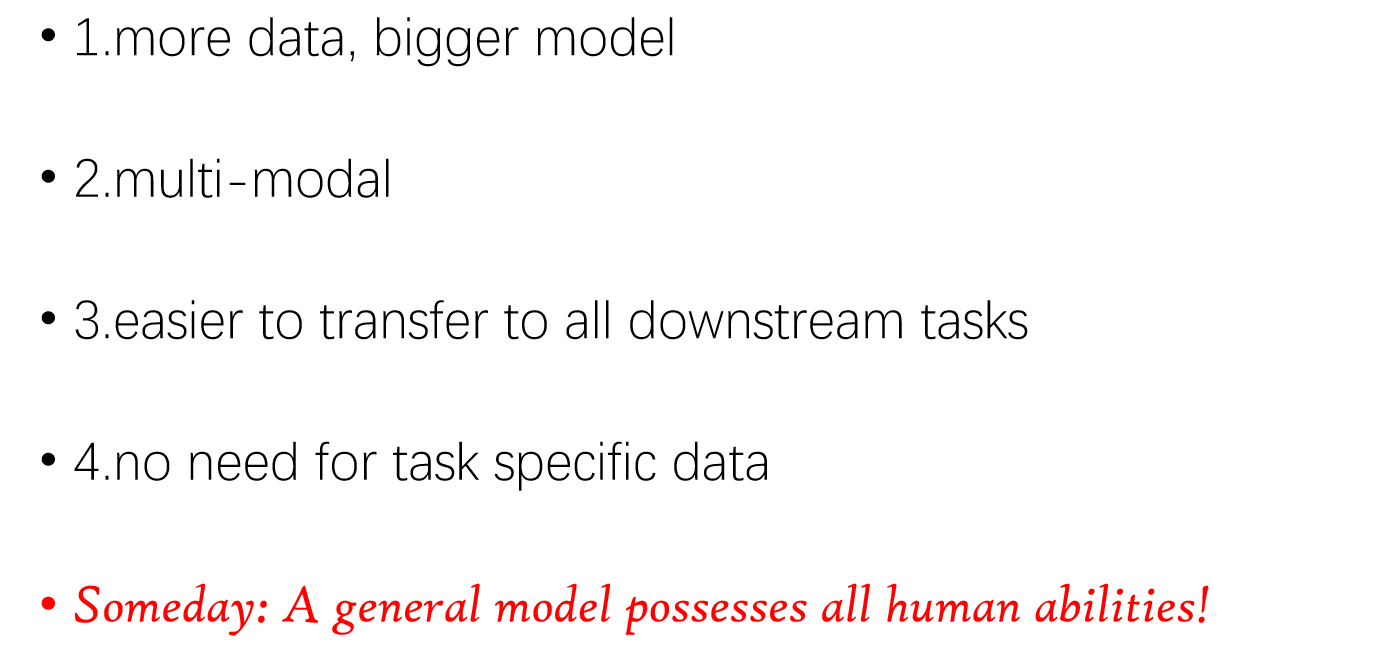 • 1.more data, bigger model
• 2.multi-modal
• 3.easier to transfer to all downstream tasks
• 4.no need for task specific data
• Someday: A general model possesses all human abilities!